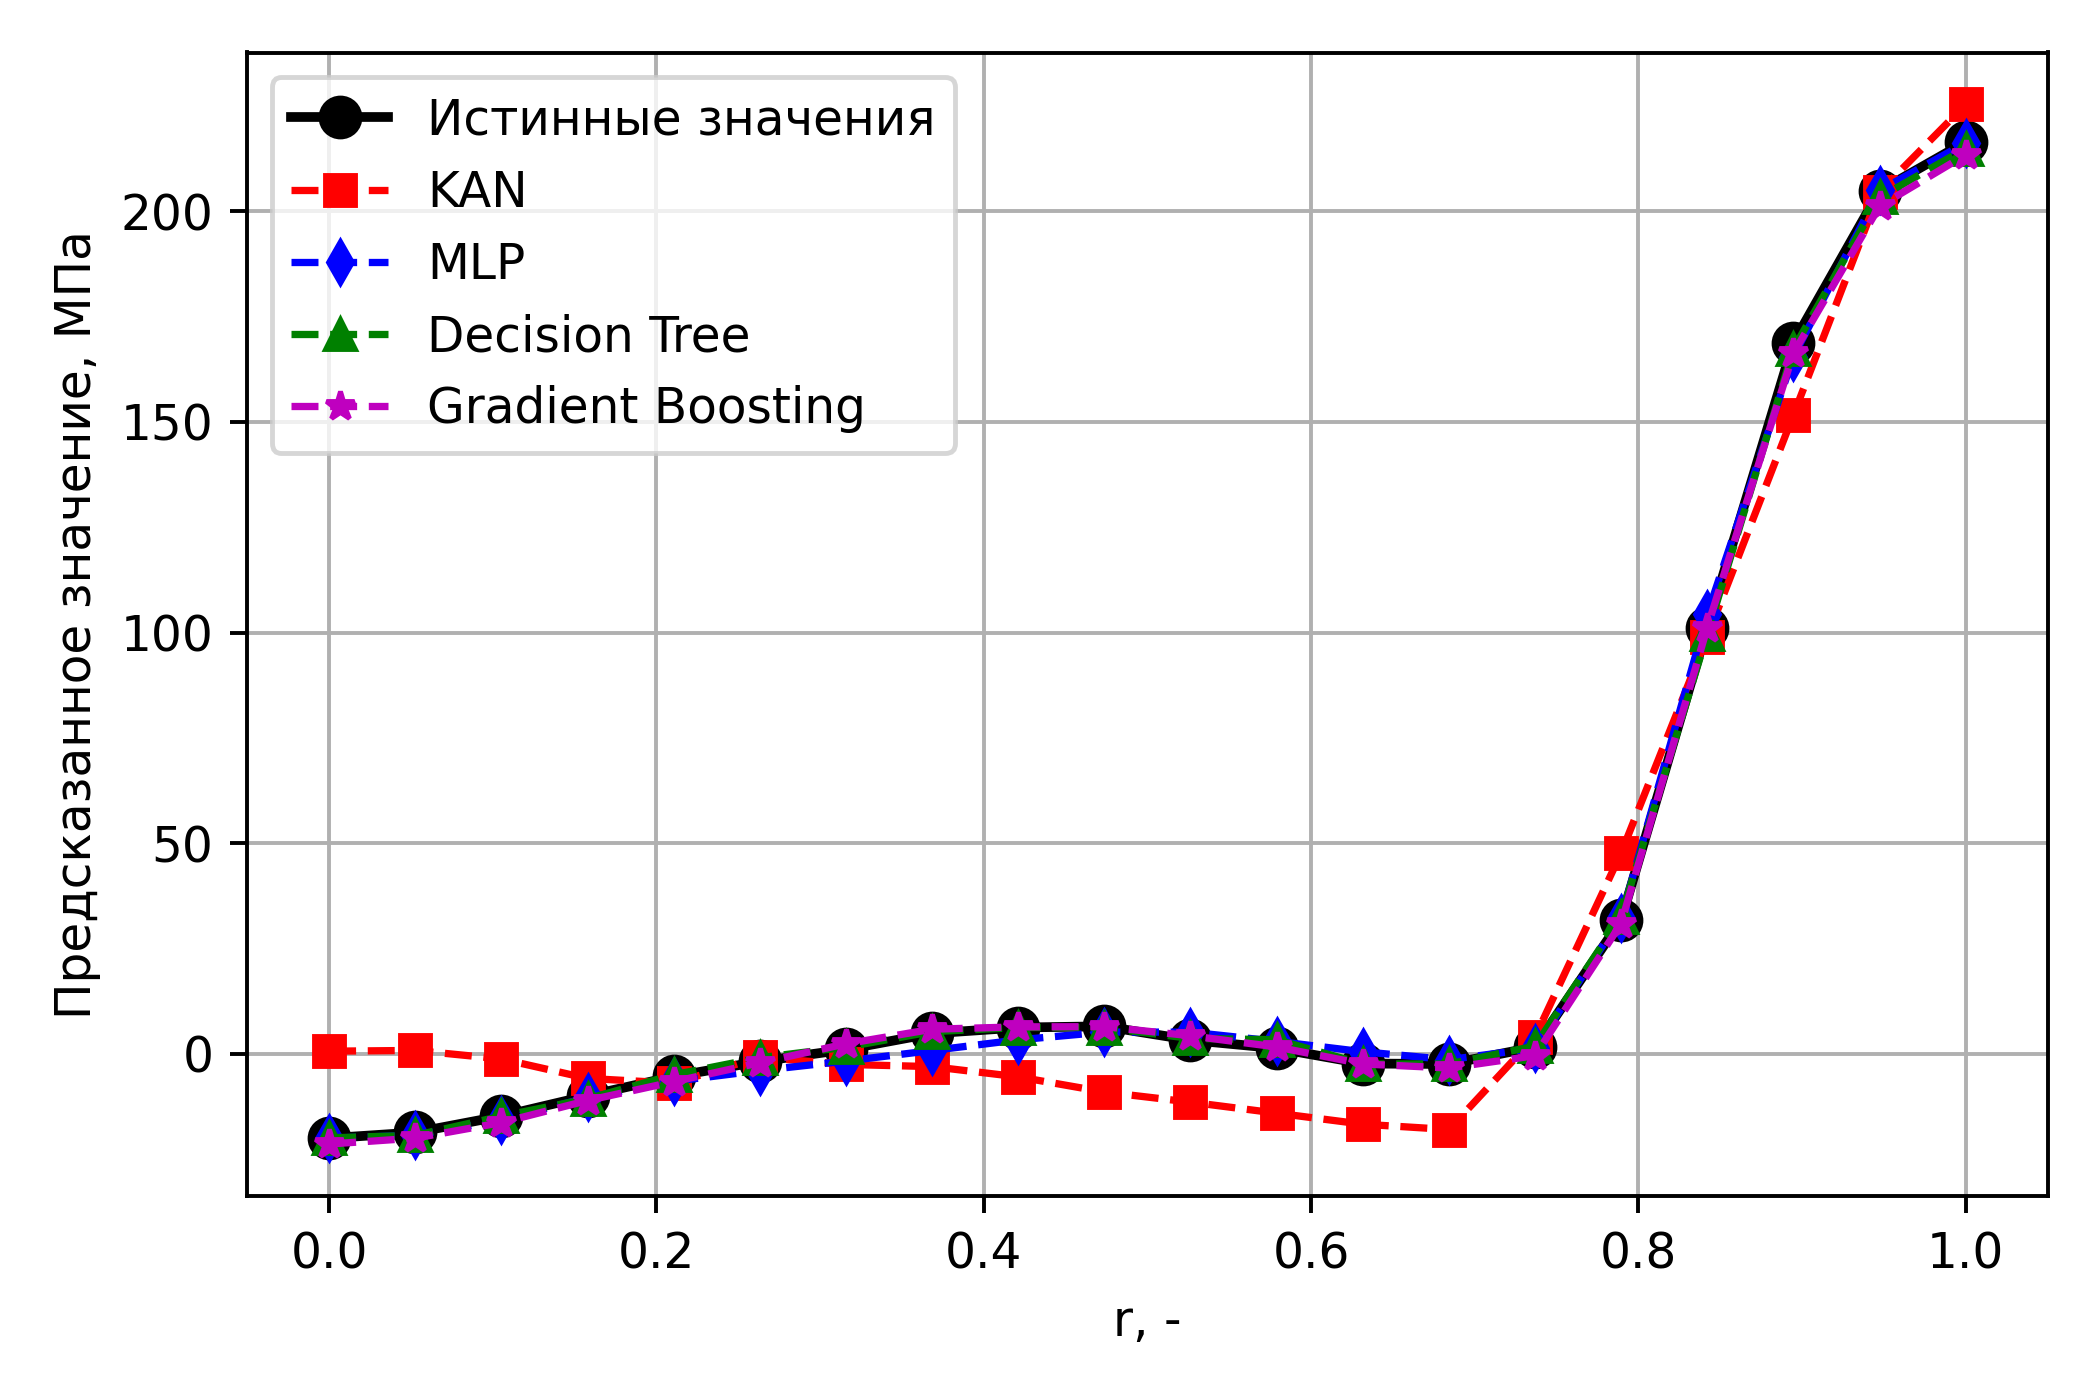 Истинные значения
KAN
MLP
Decision Tree
Gradient Boosting
Предсказанное значение, МПа
200
150
100
50
0
0.0 0.2 0.4 0.6 0.8 1.0
r, -